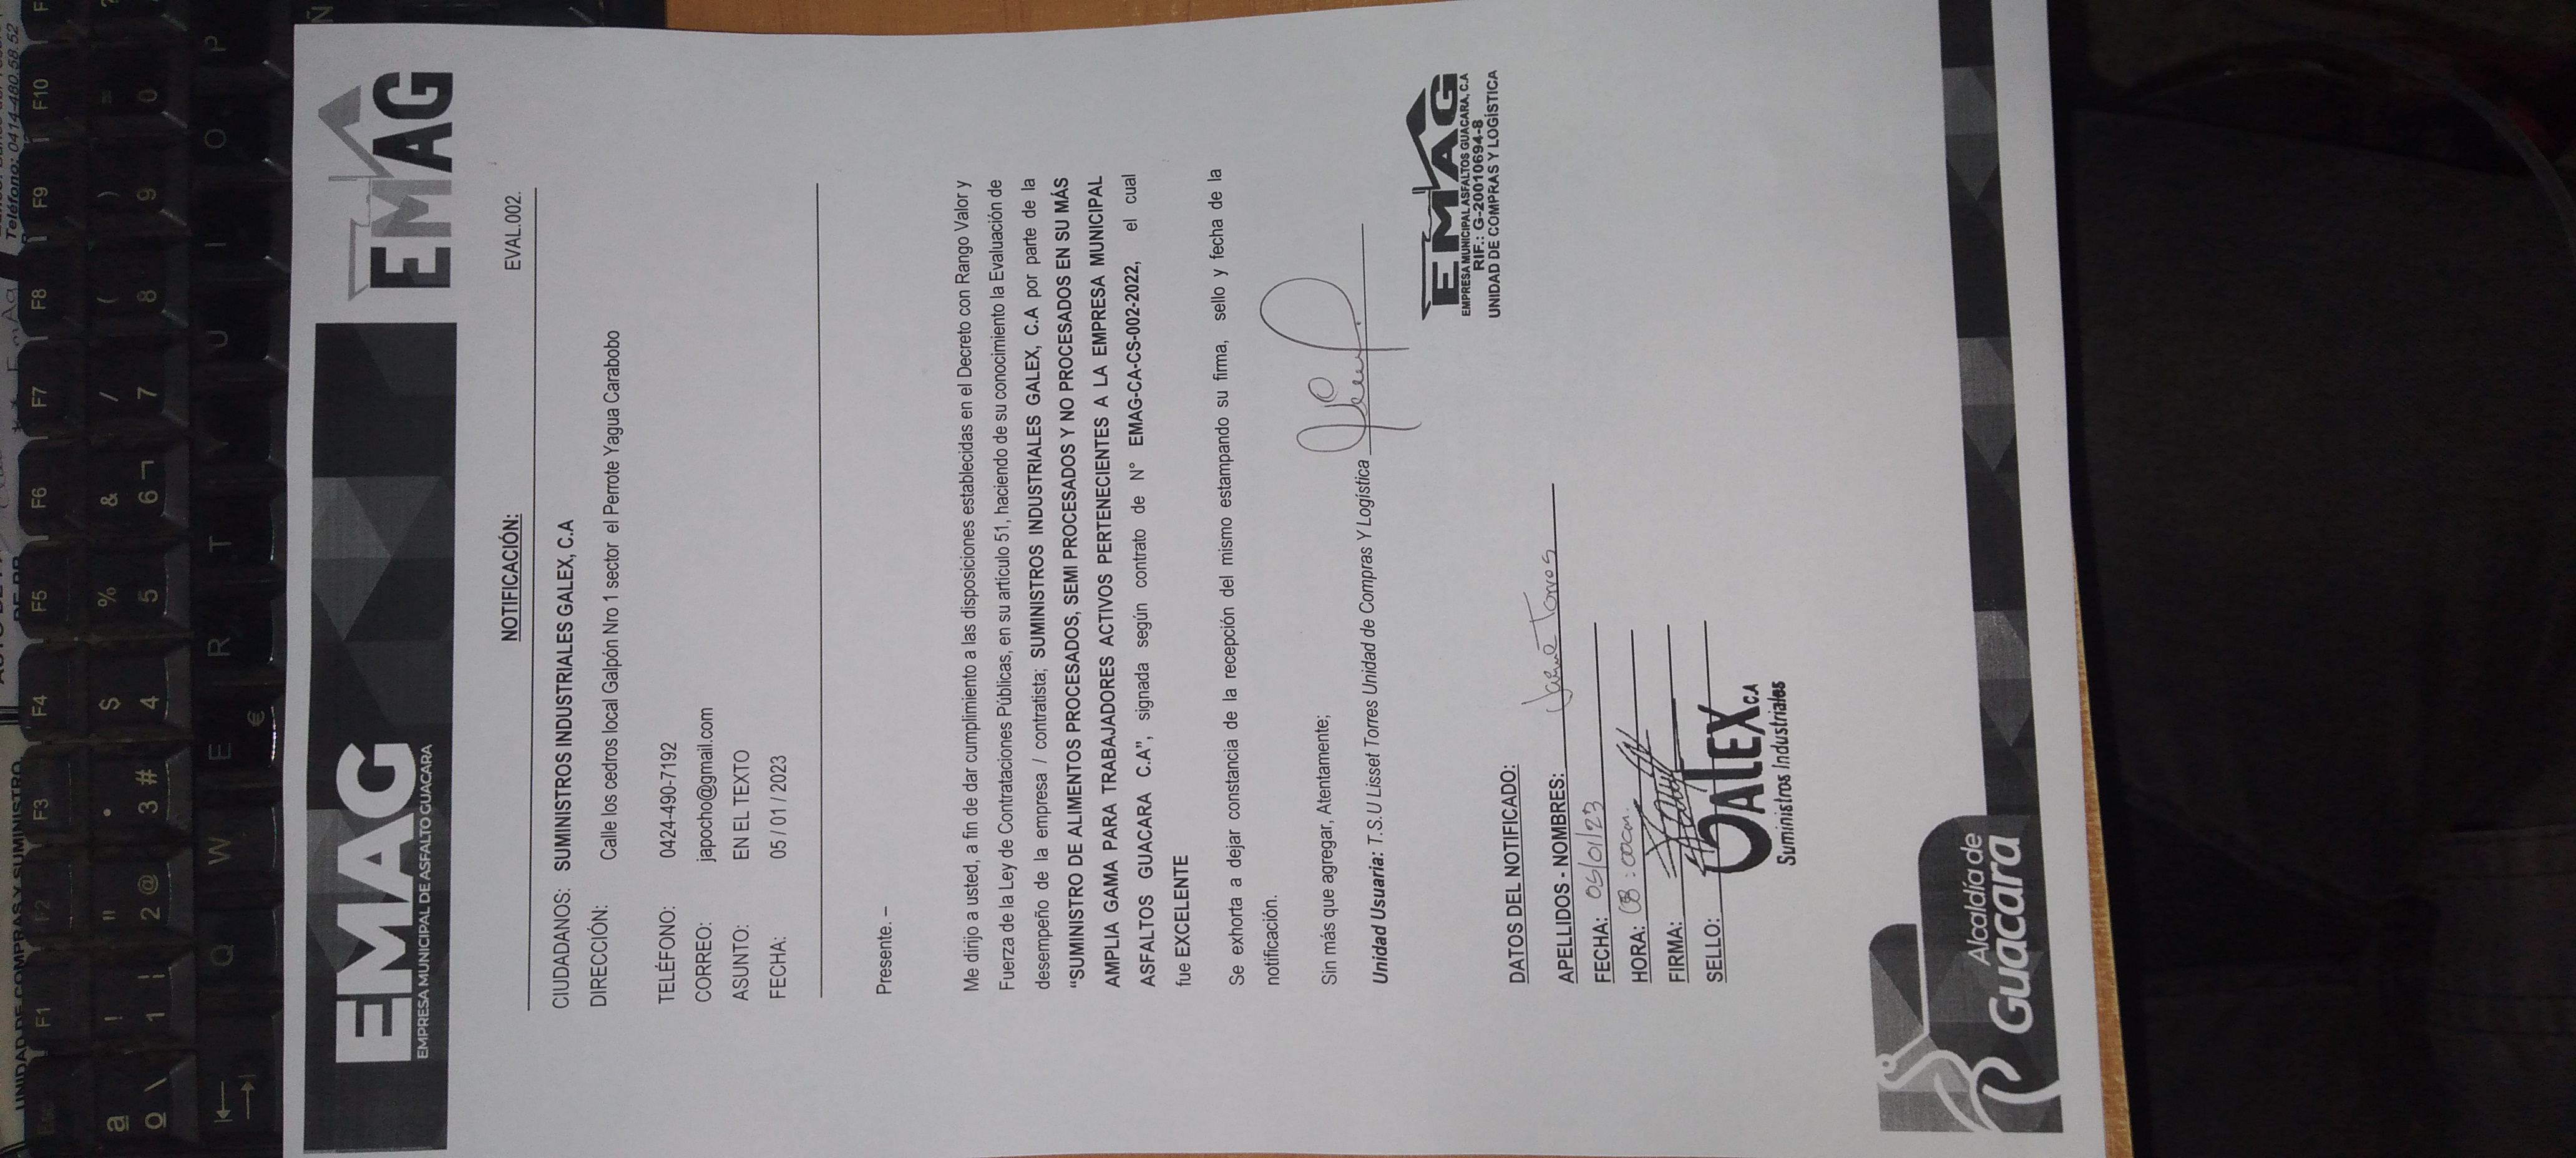 EMAG
EMPRESA MUNICIPAL DE ASFALTO GUACARA
EMAG
EVAL.002.
NOTIFICACIÓN:
CIUDADANOS: SUMINISTROS INDUSTRIALES GALEX, C.A
DIRECCIÓN: Calle los cedros local Galpón Nro 1 sector el Perrote Yagua Carabobo
TELÉFONO: 0424-490-7192
CORREO: japocho@gmail.com
ASUNTO: EN EL TEXTO
FECHA: 05 / 01 / 2023
Presente. –
Me dirijo a usted, a fin de dar cumplimiento a las disposiciones establecidas en el Decreto con Rango Valor y
Fuerza de la Ley de Contrataciones Públicas, en su artículo 51, haciendo de su conocimiento la Evaluación de
desempeño de la empresa / contratista; SUMINISTROS INDUSTRIALES GALEX, C.A por parte de la
“SUMINISTRO DE ALIMENTOS PROCESADOS, SEMI PROCESADOS Y NO PROCESADOS EN SU MÁS
AMPLIA GAMA PARA TRABAJADORES ACTIVOS PERTENECIENTES A LA EMPRESA MUNICIPAL
ASFALTOS GUACARA C.A”, signada según contrato de N° EMAG-CA-CS-002-2022, el cual
fue EXCELENTE
Se exhorta a dejar constancia de la recepción del mismo estampando su firma, sello y fecha de la
notificación.
Sin más que agregar, Atentamente;
Unidad Usuaria: T.S.U Lisset Torres Unidad de Compras Y Logística
EMAG
EMPRESA MUNICIPAL ASFALTOS GUACARA, C.A
RIF.: G-20010694-8
UNIDAD DE COMPRAS Y LOGÍSTICA
DATOS DEL NOTIFICADO:
APELLIDOS - NOMBRES: Jaime Torres
FECHA: 05/01/23
HORA: 08:00am.
FIRMA:
SELLO:
GALEX C.A
Suministros Industriales
Alcaldía de
Guacara